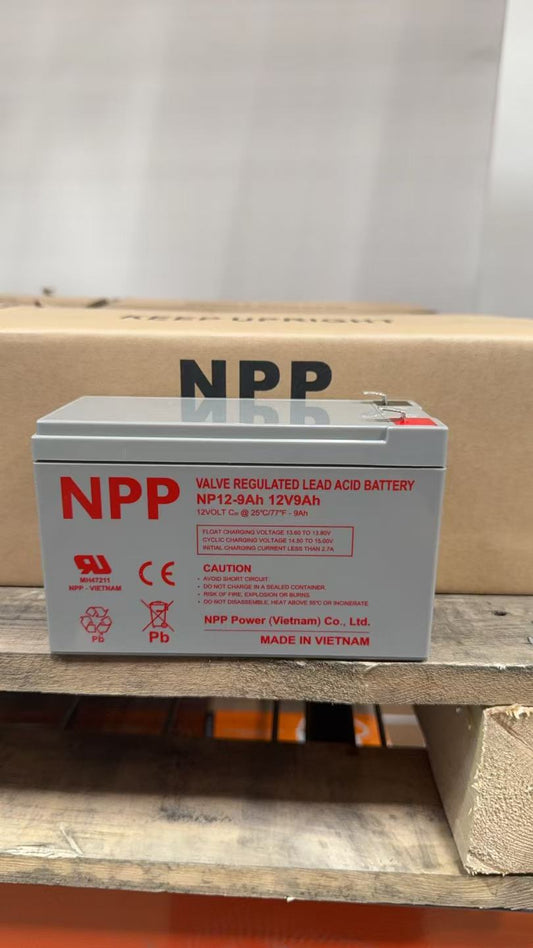 KEEP UPRIGHT
NPP
NPP
VALVE REGULATED LEAD ACID BATTERY
NP12-9Ah 12V9Ah
12VOLT C₂₀ @ 25°C/77°F - 9Ah
FLOAT CHARGING VOLTAGE 13.60 TO 13.80V
CYCLIC CHARGING VOLTAGE 14.50 TO 15.00V
INITIAL CHARGING CURRENT LESS THAN 2.7A
MH47211
NPP - VIETNAM
CE
CAUTION
• AVOID SHORT CIRCUIT.
• DO NOT CHARGE IN A SEALED CONTAINER.
• RISK OF FIRE, EXPLOSION OR BURNS.
• DO NOT DISASSEMBLE, HEAT ABOVE 50°C OR INCINERATE.
Pb
Pb
NPP Power (Vietnam) Co., Ltd.
MADE IN VIETNAM